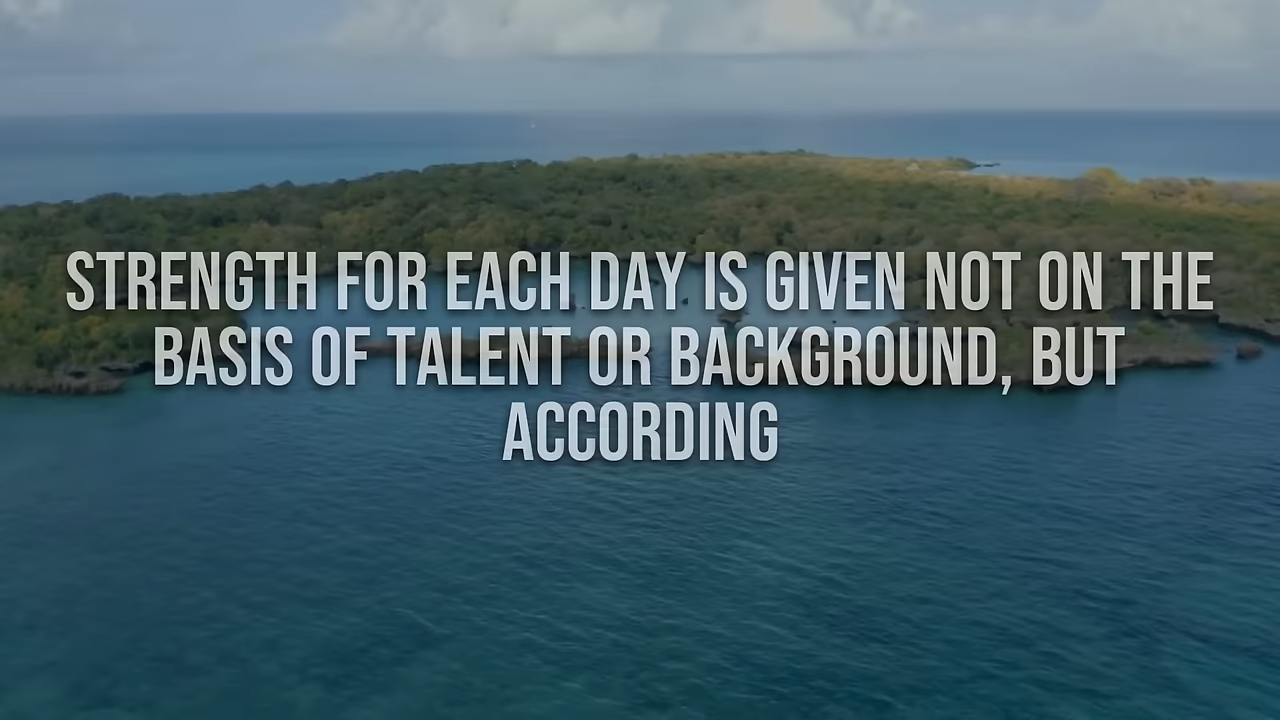 STRENGTH FOR EACH DAY IS GIVEN NOT ON THE
BASIS OF TALENT OR BACKGROUND, BUT
ACCORDING